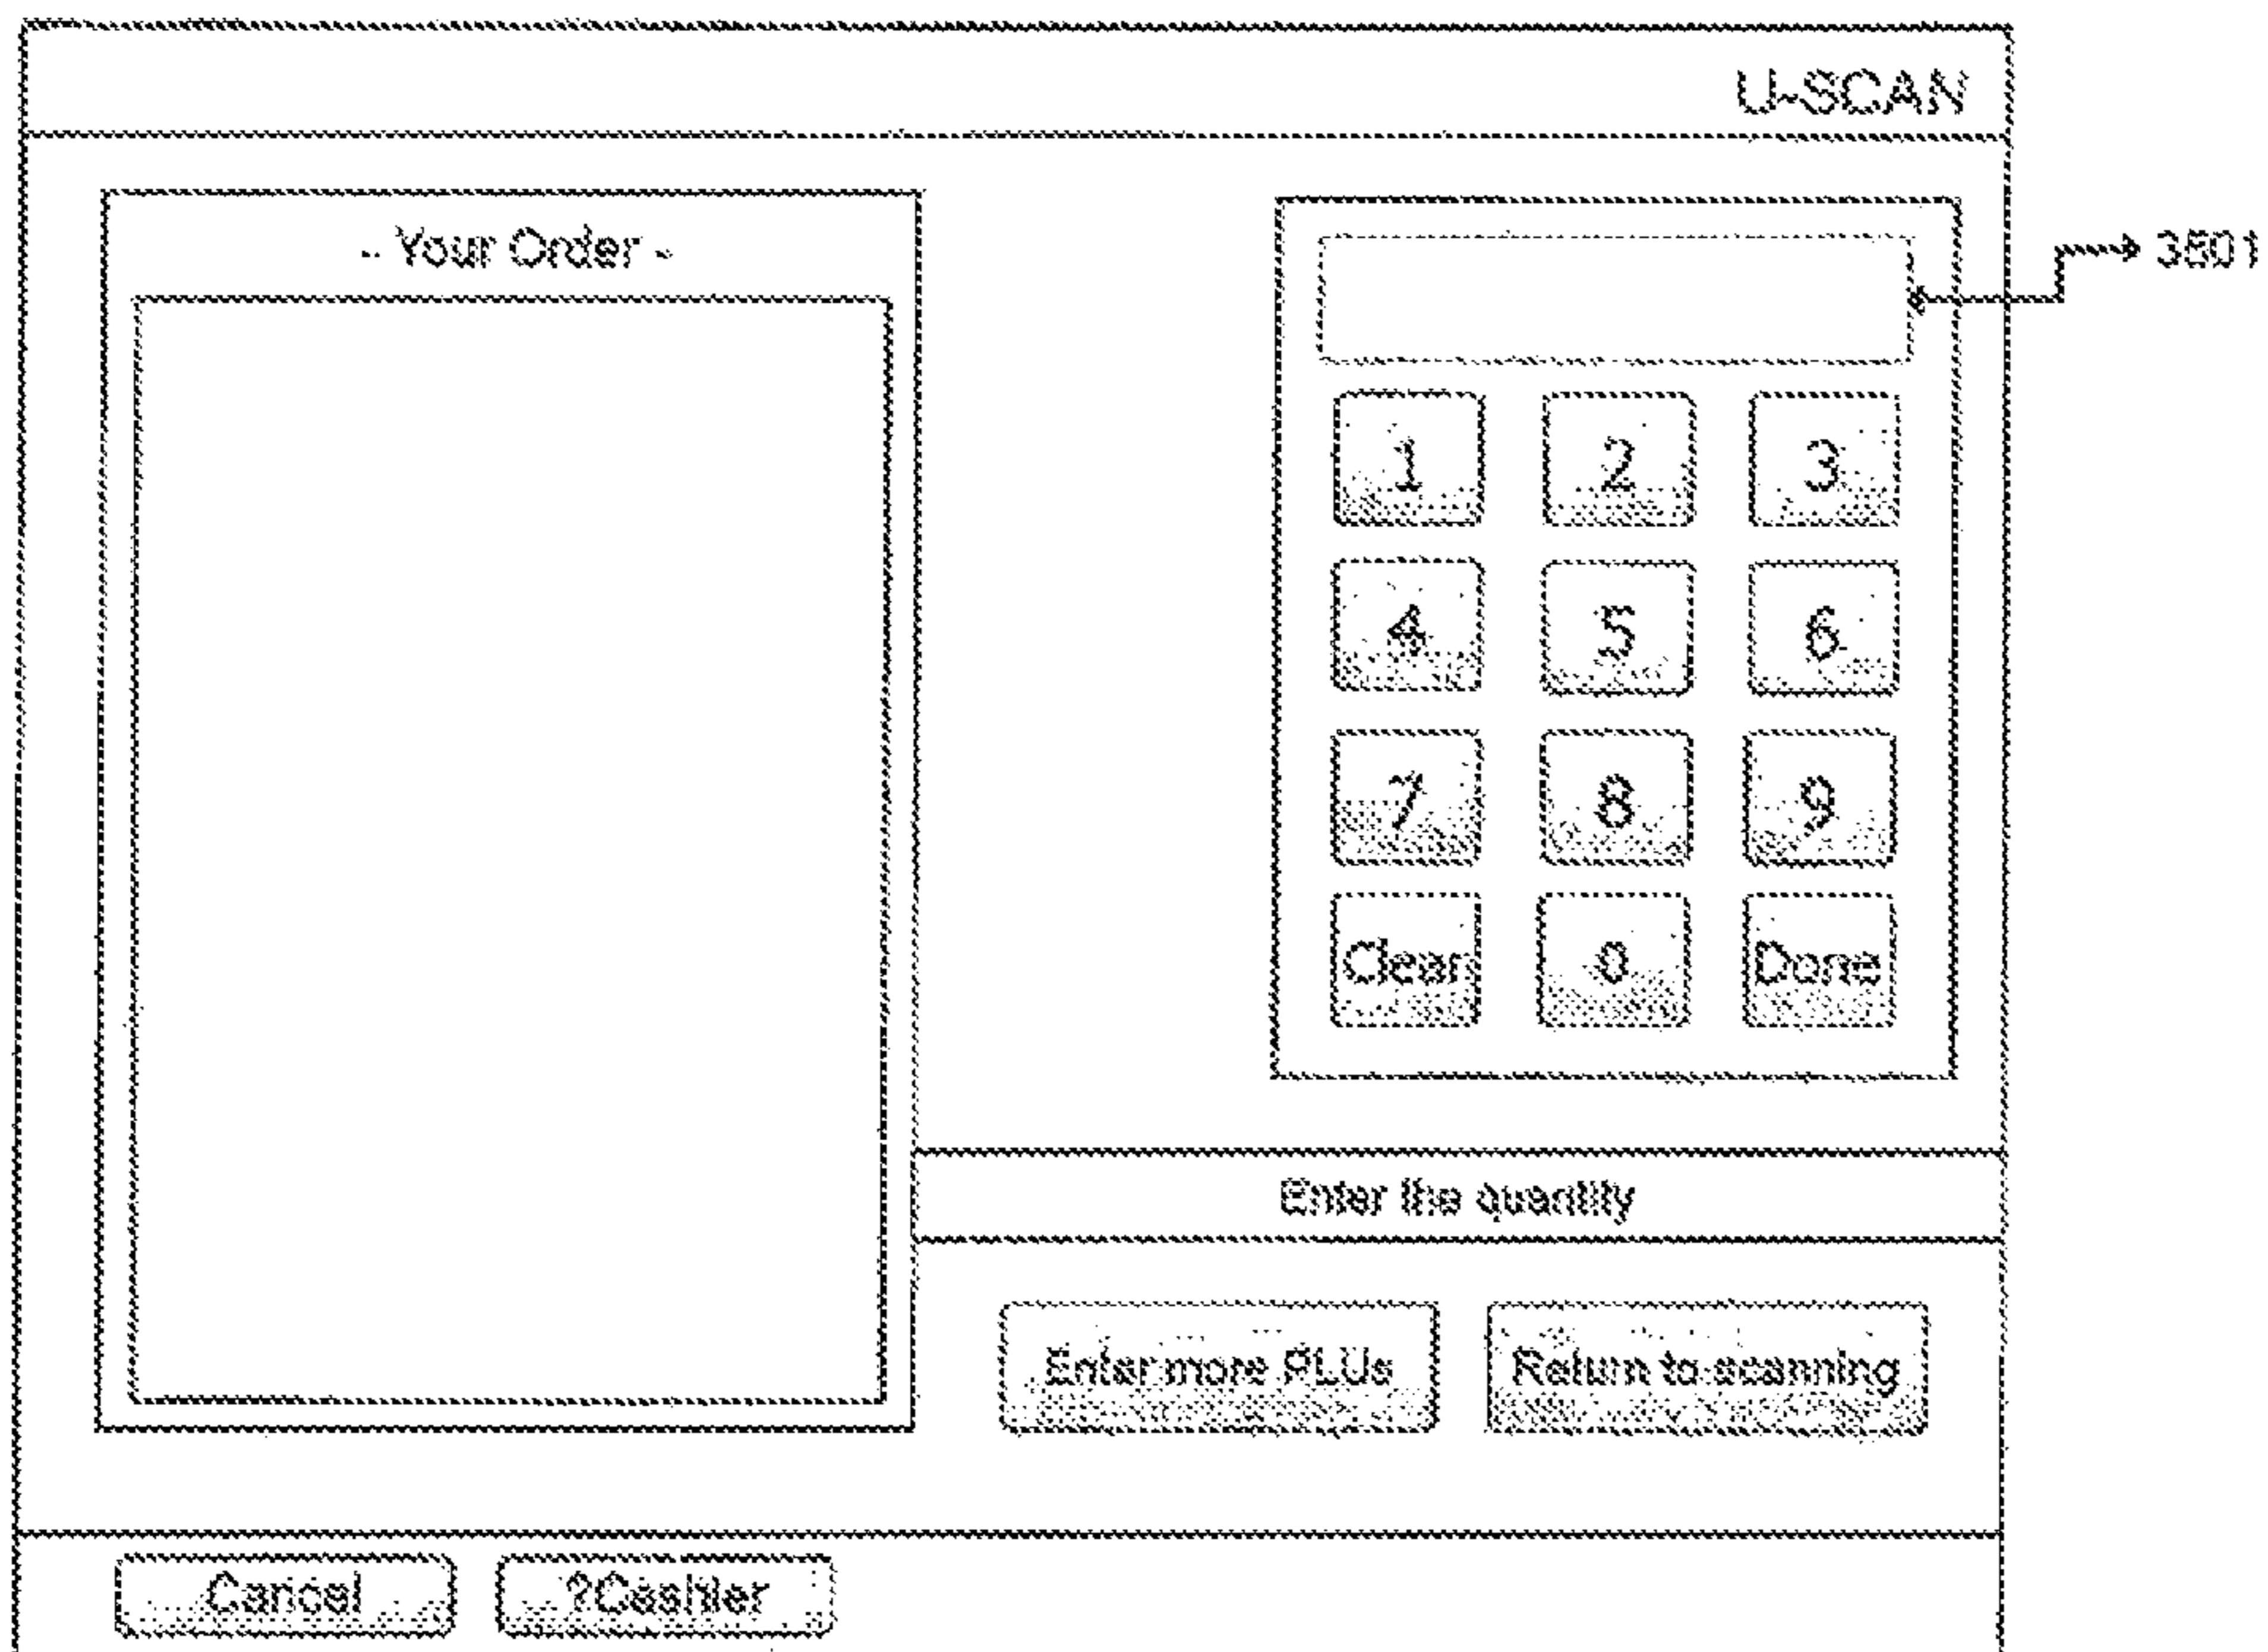 U-SCAN
- Your Order -
3801
1 2 3
4 5 6
7 8 9
Clear 0 Done
Enter the quantity
Enter more PLUs Return to scanning
Cancel ?Cashier